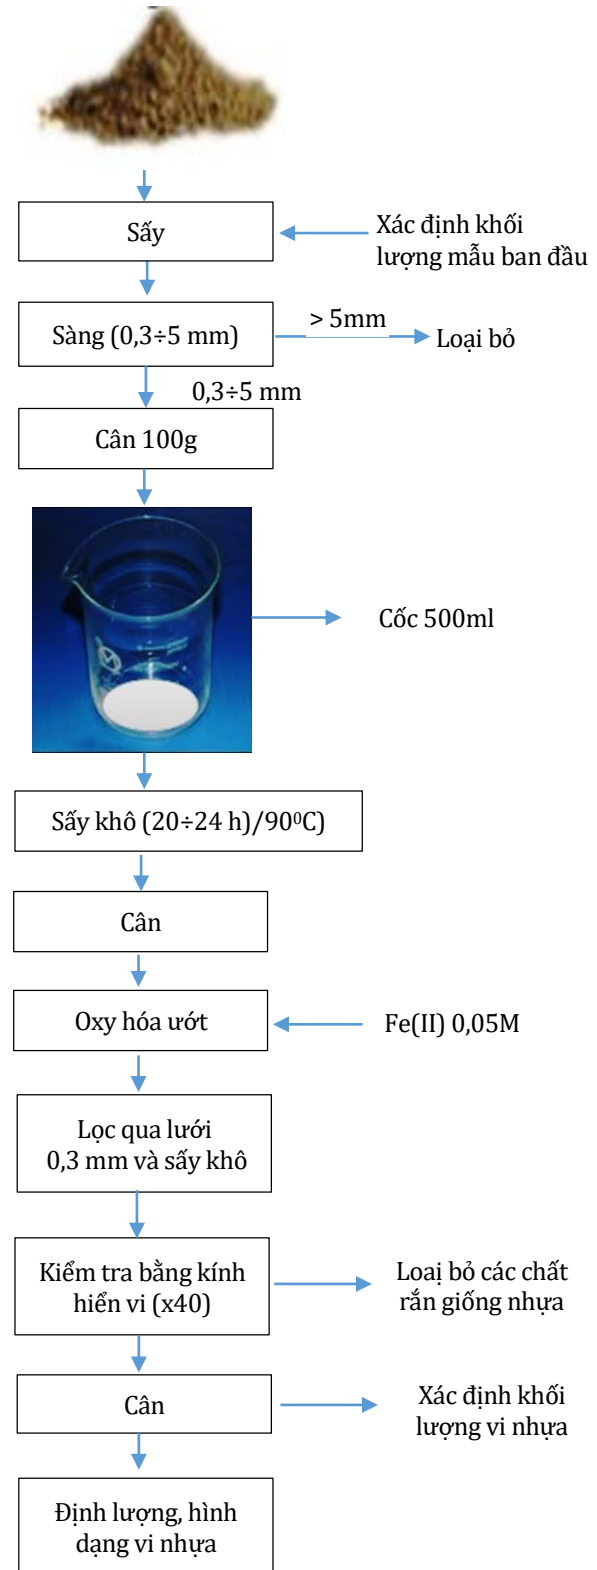 Sấy
Xác định khối
lượng mẫu ban đầu
Sàng (0,3÷5 mm)
> 5mm
Loại bỏ
0,3÷5 mm
Cân 100g
Cốc 500ml
Sấy khô (20÷24 h)/90⁰C)
Cân
Oxy hóa ướt
Fe(II) 0,05M
Lọc qua lưới
0,3 mm và sấy khô
Kiểm tra bằng kính
hiển vi (x40)
Loại bỏ các chất
rắn giống nhựa
Cân
Xác định khối
lượng vi nhựa
Định lượng, hình
dạng vi nhựa